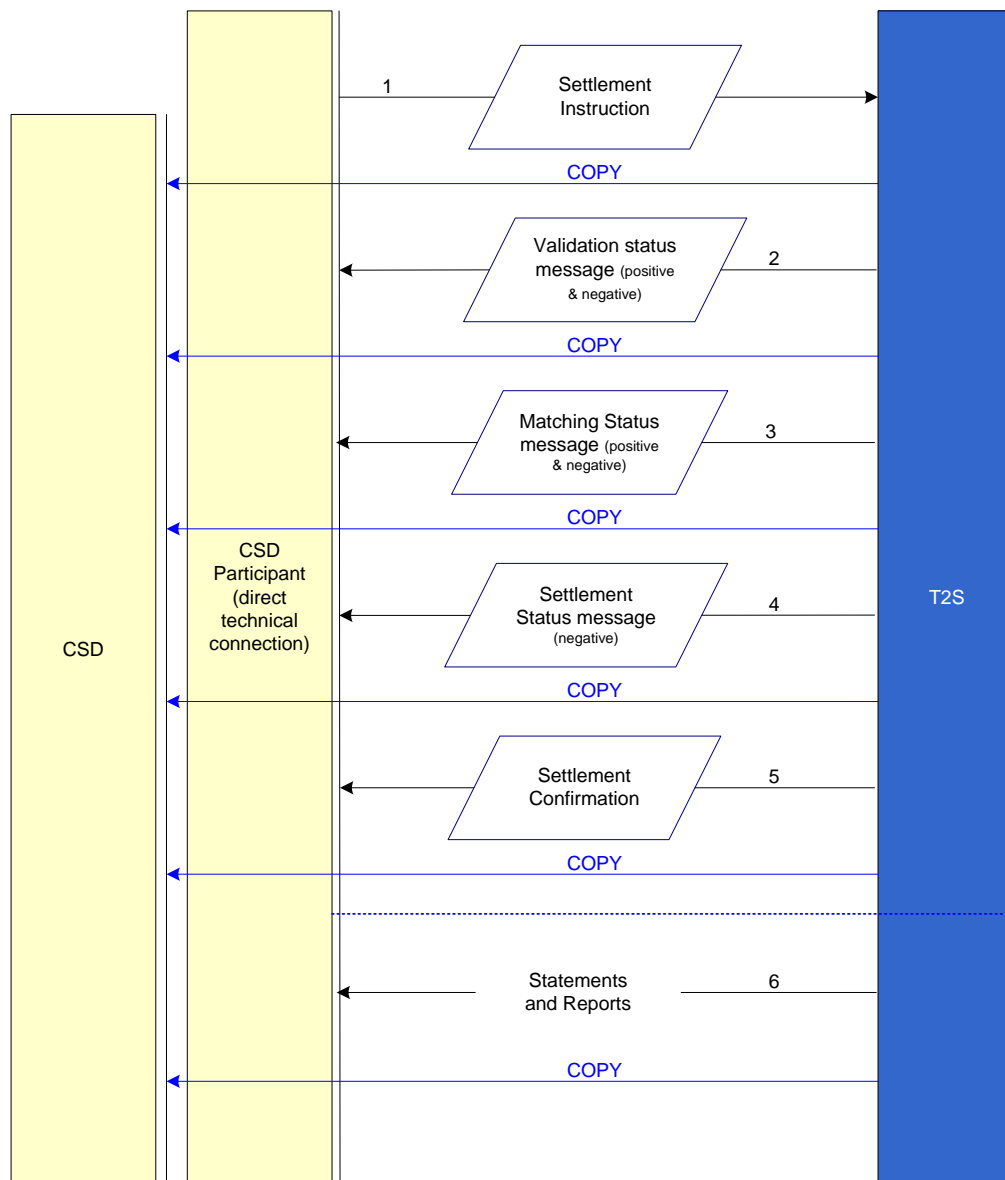 1
Settlement
Instruction
COPY
Validation status
message (positive
& negative)
2
COPY
Matching Status
message (positive
& negative)
3
COPY
CSD
Participant
(direct
technical
connection)
CSD
Settlement
Status message
(negative)
4
T2S
COPY
Settlement
Confirmation
5
COPY
Statements
and Reports
6
COPY